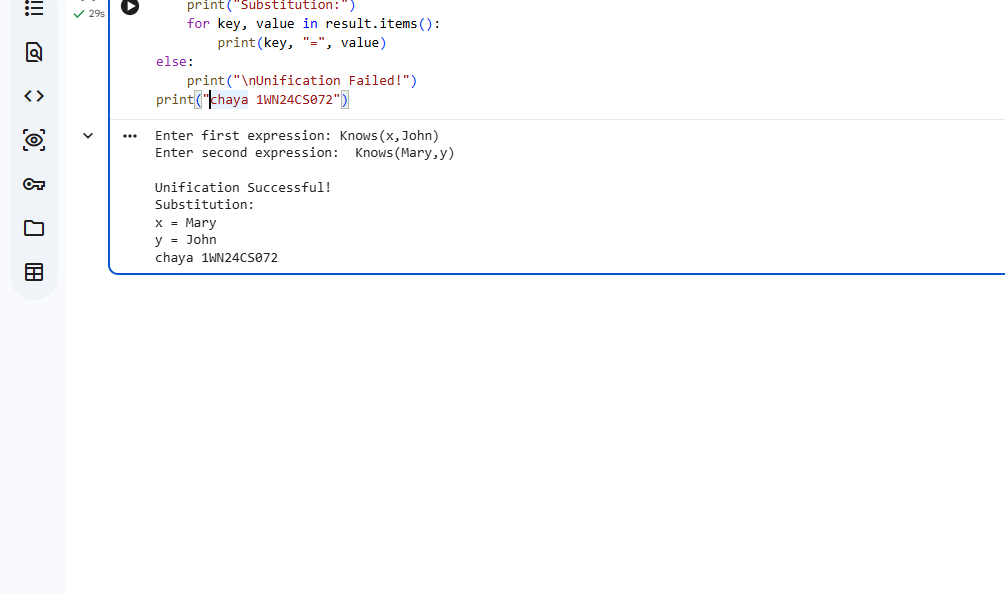 print("Substitution:")
29s
for key, value in result.items():
print(key, "=", value)
else:
print("\nUnification Failed!")
print("chaya 1WN24CS072")
Enter first expression: Knows(x,John)
Enter second expression:  Knows(Mary,y)
Unification Successful!
Substitution:
x = Mary
y = John
chaya 1WN24CS072